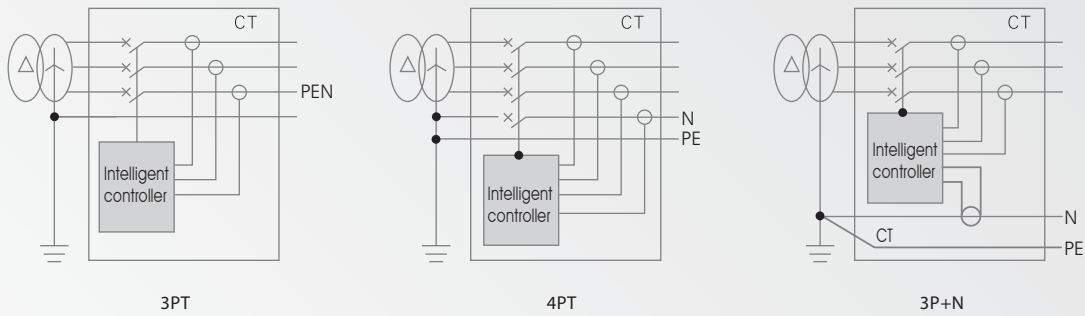 CT
PEN
Intelligent
controller
3PT
CT
N
PE
Intelligent
controller
4PT
CT
Intelligent
controller
N
CT
PE
3P+N